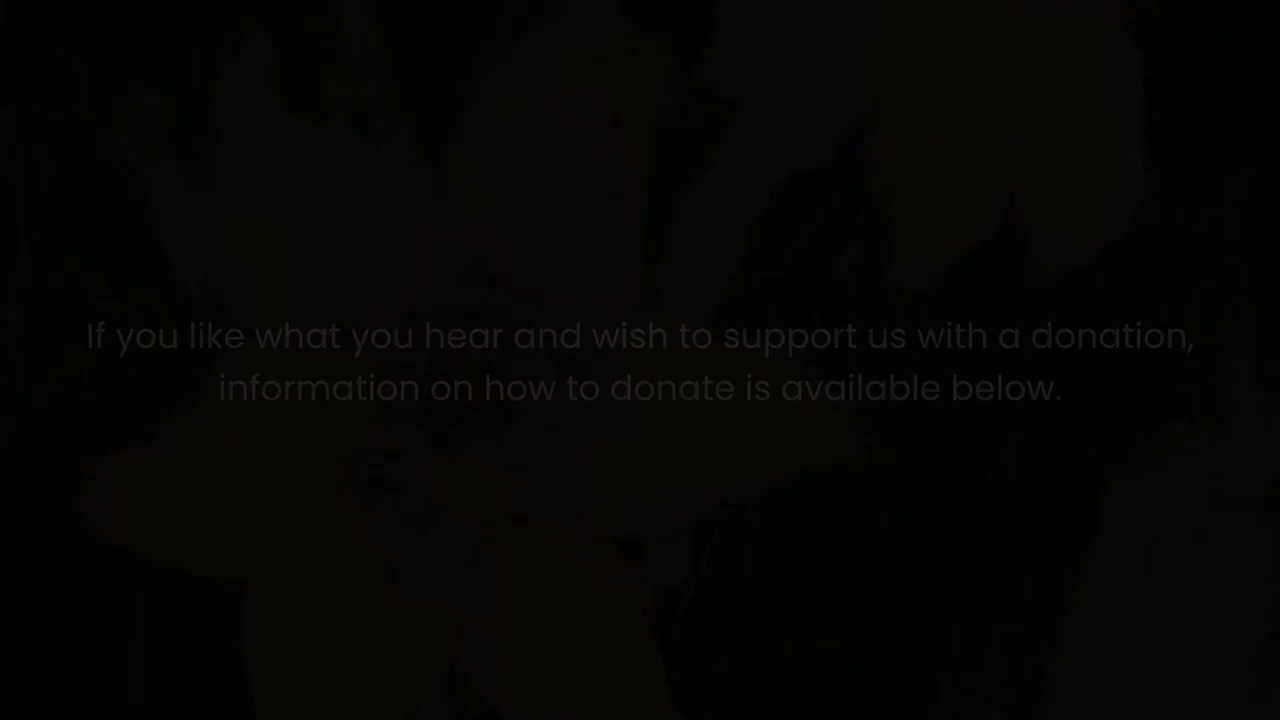 If you like what you hear and wish to support us with a donation,
information on how to donate is available below.